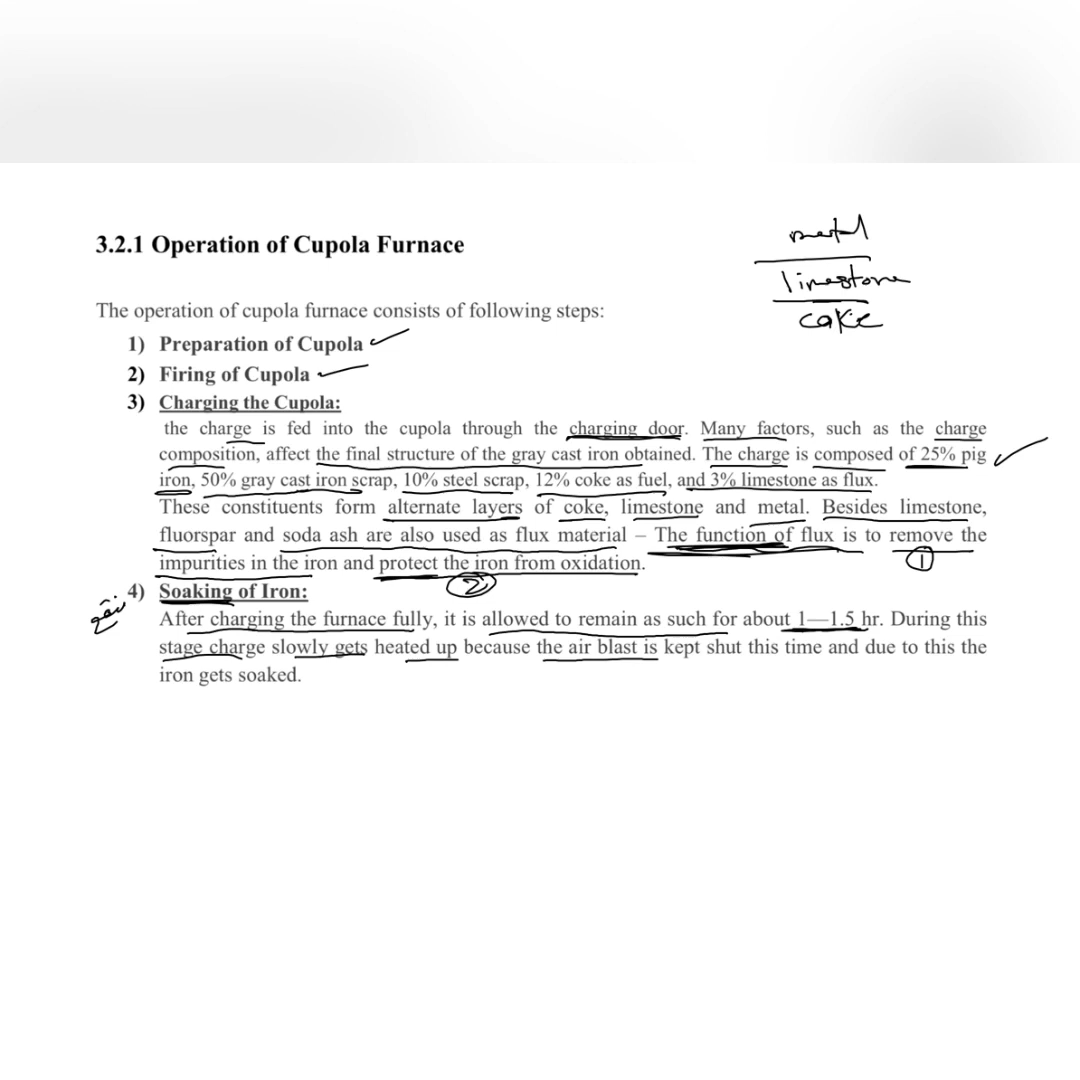 metal
limestone
cake
3.2.1 Operation of Cupola Furnace
The operation of cupola furnace consists of following steps:
1) Preparation of Cupola
2) Firing of Cupola
3) Charging the Cupola:
the charge is fed into the cupola through the charging door. Many factors, such as the charge
composition, affect the final structure of the gray cast iron obtained. The charge is composed of 25% pig
iron, 50% gray cast iron scrap, 10% steel scrap, 12% coke as fuel, and 3% limestone as flux.
These constituents form alternate layers of coke, limestone and metal. Besides limestone,
fluorspar and soda ash are also used as flux material – The function of flux is to remove the
impurities in the iron and protect the iron from oxidation.
①
②
4) Soaking of Iron:
نقع
After charging the furnace fully, it is allowed to remain as such for about 1—1.5 hr. During this
stage charge slowly gets heated up because the air blast is kept shut this time and due to this the
iron gets soaked.